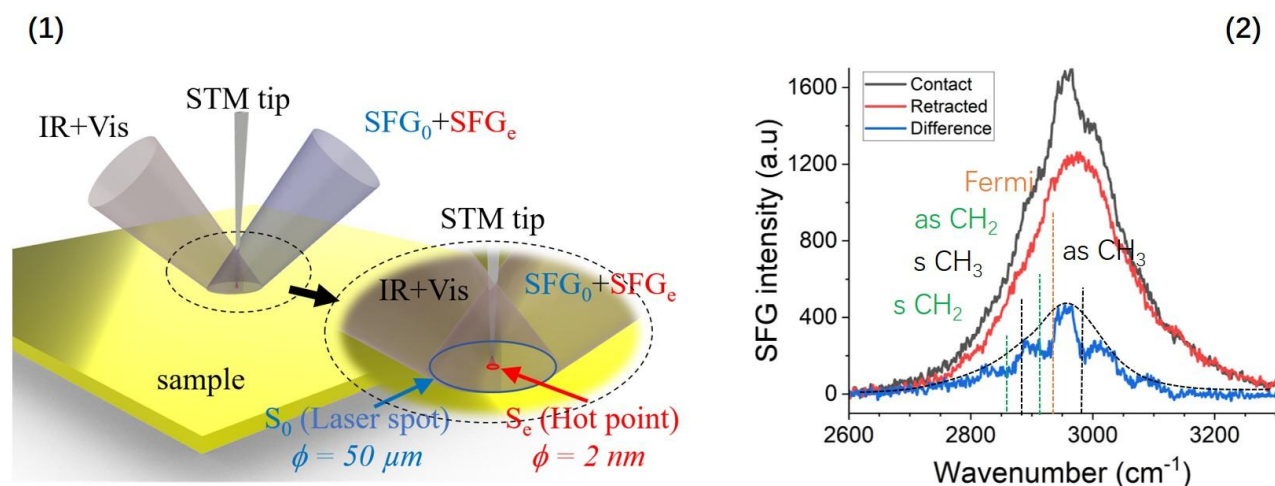 (1)
STM tip
IR+Vis
SFG₀+SFGₑ
STM tip
IR+Vis
SFG₀+SFGₑ
sample
S₀ (Laser spot)
ϕ = 50 µm
Sₑ (Hot point)
ϕ = 2 nm
(2)
SFG intensity (a.u)
1600
1200
800
400
0
Contact
Retracted
Difference
Fermi
as CH₂
s CH₃
as CH₃
s CH₂
2600
2800
3000
3200
Wavenumber (cm⁻¹)